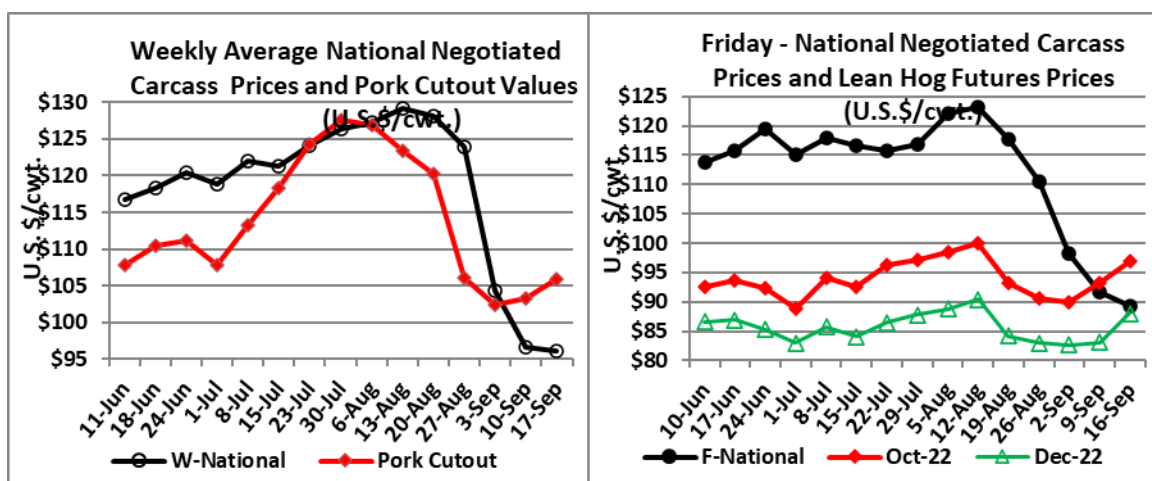 Weekly Average National Negotiated
Carcass Prices and Pork Cutout Values
(U.S.$/cwt.)
U.S. $/cwt.
$130
$125
$120
$115
$110
$105
$100
$95
11-Jun
18-Jun
24-Jun
1-Jul
8-Jul
15-Jul
23-Jul
30-Jul
6-Aug
13-Aug
20-Aug
27-Aug
3-Sep
10-Sep
17-Sep
W-National
Pork Cutout
Friday - National Negotiated Carcass
Prices and Lean Hog Futures Prices
(U.S.$/cwt.)
U.S. $/cwt
$125
$120
$115
$110
$105
$100
$95
$90
$85
$80
10-Jun
17-Jun
24-Jun
1-Jul
8-Jul
15-Jul
22-Jul
29-Jul
5-Aug
12-Aug
19-Aug
26-Aug
2-Sep
9-Sep
16-Sep
F-National
Oct-22
Dec-22